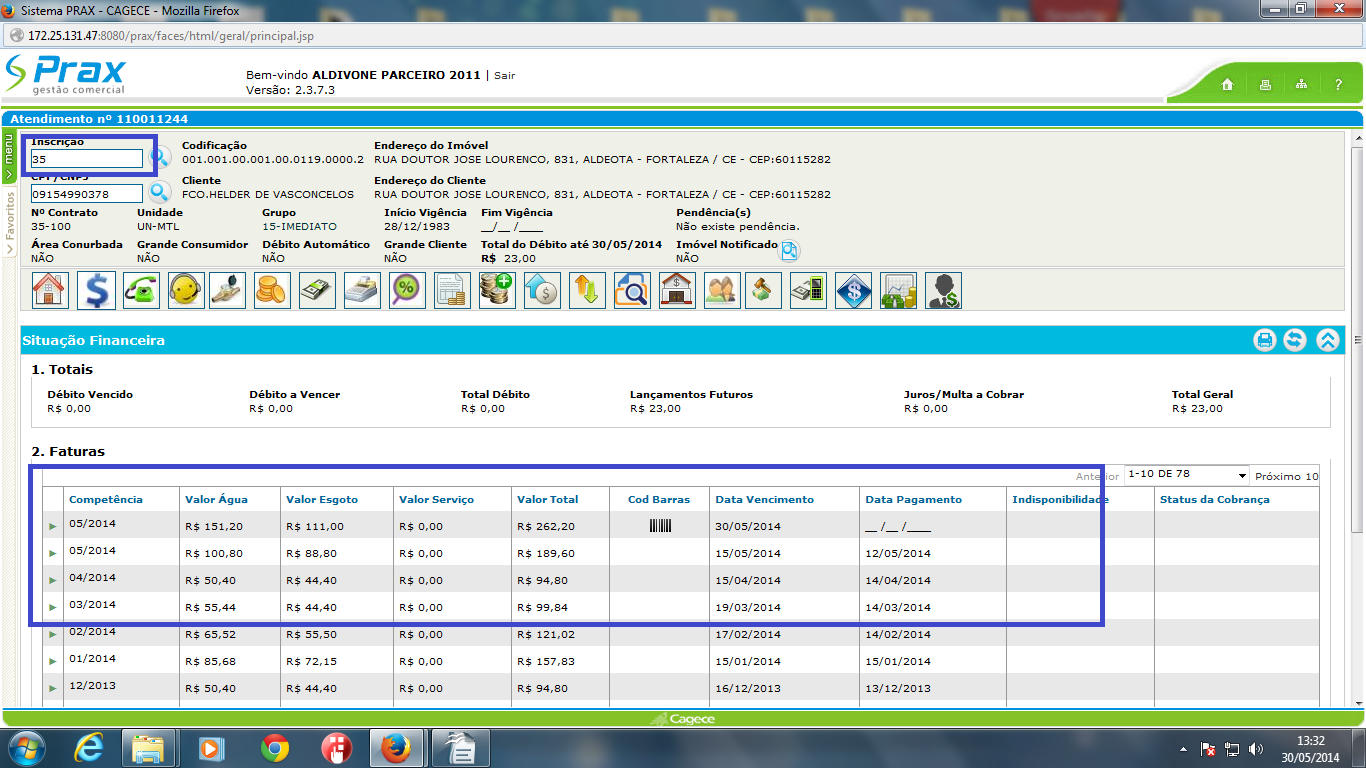 Sistema PRAX - CAGECE - Mozilla Firefox
172.25.131.47:8080/prax/faces/html/geral/principal.jsp
Prax
gestão comercial
Bem-vindo ALDIVONE PARCEIRO 2011 | Sair
Versão: 2.3.7.3
?
Atendimento nº 110011244
menu
Favoritos
Inscrição Codificação Endereço do Imóvel
35 001.001.00.001.00.0119.0000.2 RUA DOUTOR JOSE LOURENCO, 831, ALDEOTA - FORTALEZA / CE - CEP:60115282
CPF/CNPJ Cliente Endereço do Cliente
09154990378 FCO.HELDER DE VASCONCELOS RUA DOUTOR JOSE LOURENCO, 831, ALDEOTA - FORTALEZA / CE - CEP:60115282
Nº Contrato Unidade Grupo Início Vigência Fim Vigência Pendência(s)
35-100 UN-MTL 15-IMEDIATO 28/12/1983 __/__ /____ Não existe pendência.
Área Conurbada Grande Consumidor Débito Automático Grande Cliente Total do Débito até 30/05/2014 Imóvel Notificado
NÃO NÃO NÃO NÃO R$ 23,00 NÃO
Situação Financeira
1. Totais
Débito Vencido Débito a Vencer Total Débito Lançamentos Futuros Juros/Multa a Cobrar Total Geral
R$ 0,00 R$ 0,00 R$ 0,00 R$ 23,00 R$ 0,00 R$ 23,00
2. Faturas
Anterior 1-10 DE 78 Próximo 10
Competência Valor Água Valor Esgoto Valor Serviço Valor Total Cod Barras Data Vencimento Data Pagamento Indisponibilidade Status da Cobrança
05/2014 R$ 151,20 R$ 111,00 R$ 0,00 R$ 262,20 30/05/2014 __ /__ /____
05/2014 R$ 100,80 R$ 88,80 R$ 0,00 R$ 189,60 15/05/2014 12/05/2014
04/2014 R$ 50,40 R$ 44,40 R$ 0,00 R$ 94,80 15/04/2014 14/04/2014
03/2014 R$ 55,44 R$ 44,40 R$ 0,00 R$ 99,84 19/03/2014 14/03/2014
02/2014 R$ 65,52 R$ 55,50 R$ 0,00 R$ 121,02 17/02/2014 14/02/2014
01/2014 R$ 85,68 R$ 72,15 R$ 0,00 R$ 157,83 15/01/2014 15/01/2014
12/2013 R$ 50,40 R$ 44,40 R$ 0,00 R$ 94,80 16/12/2013 13/12/2013
Cagece
13:32
30/05/2014